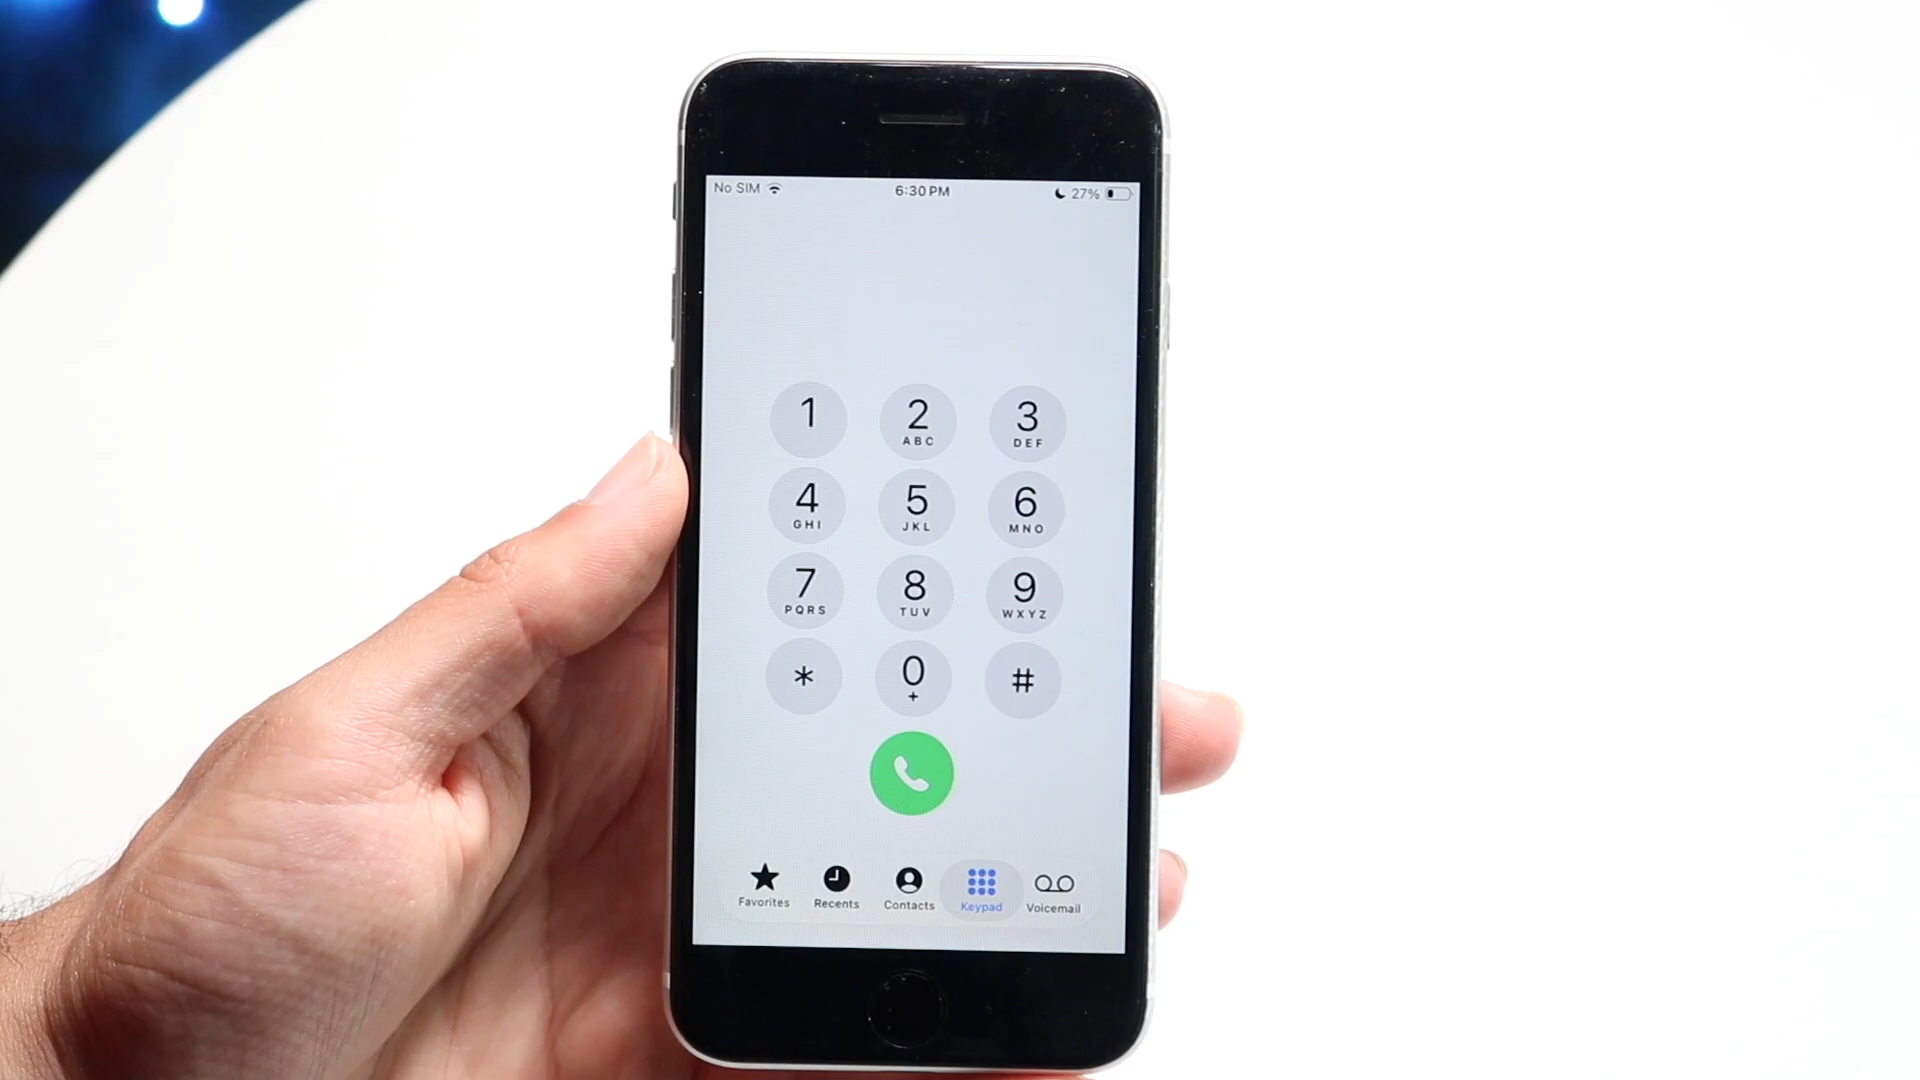 No SIM 6:30 PM 27%
1 2 3
ABC DEF
4 5 6
GHI JKL MNO
7 8 9
PQRS TUV WXYZ
* 0 #
+
Favorites Recents Contacts Keypad Voicemail